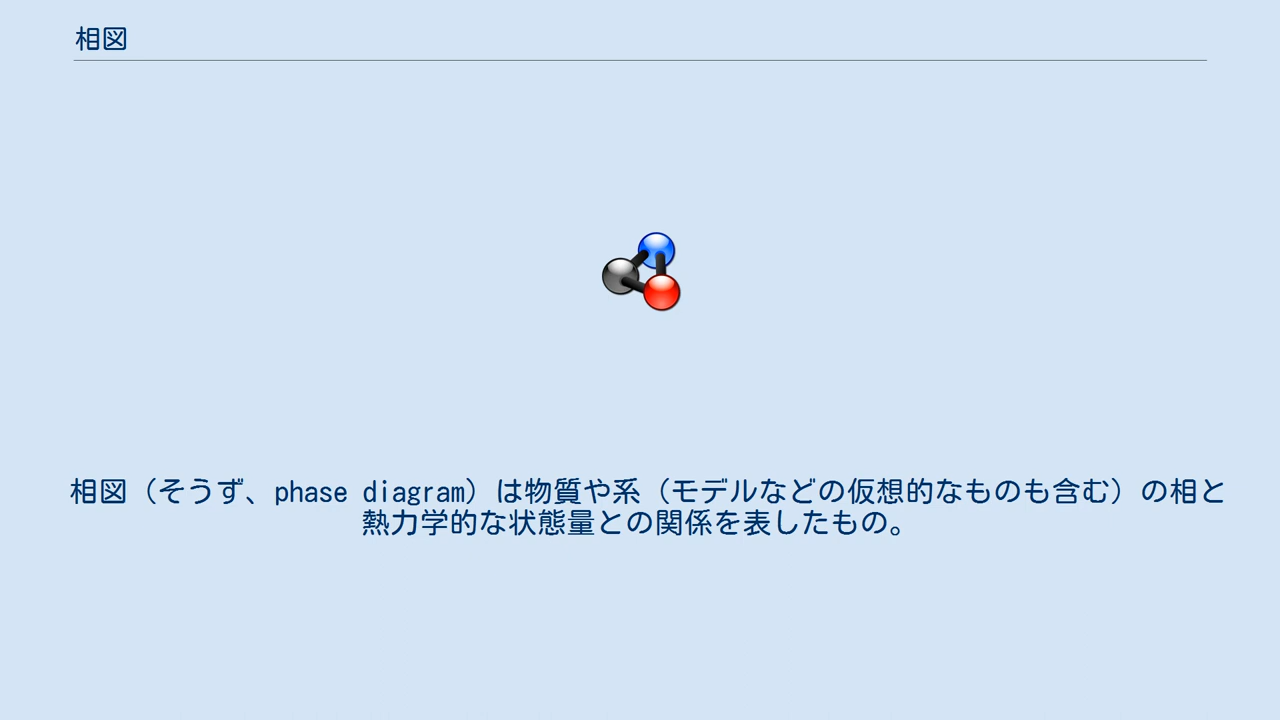 相図
相図（そうず、phase diagram）は物質や系（モデルなどの仮想的なものも含む）の相と
熱力学的な状態量との関係を表したもの。